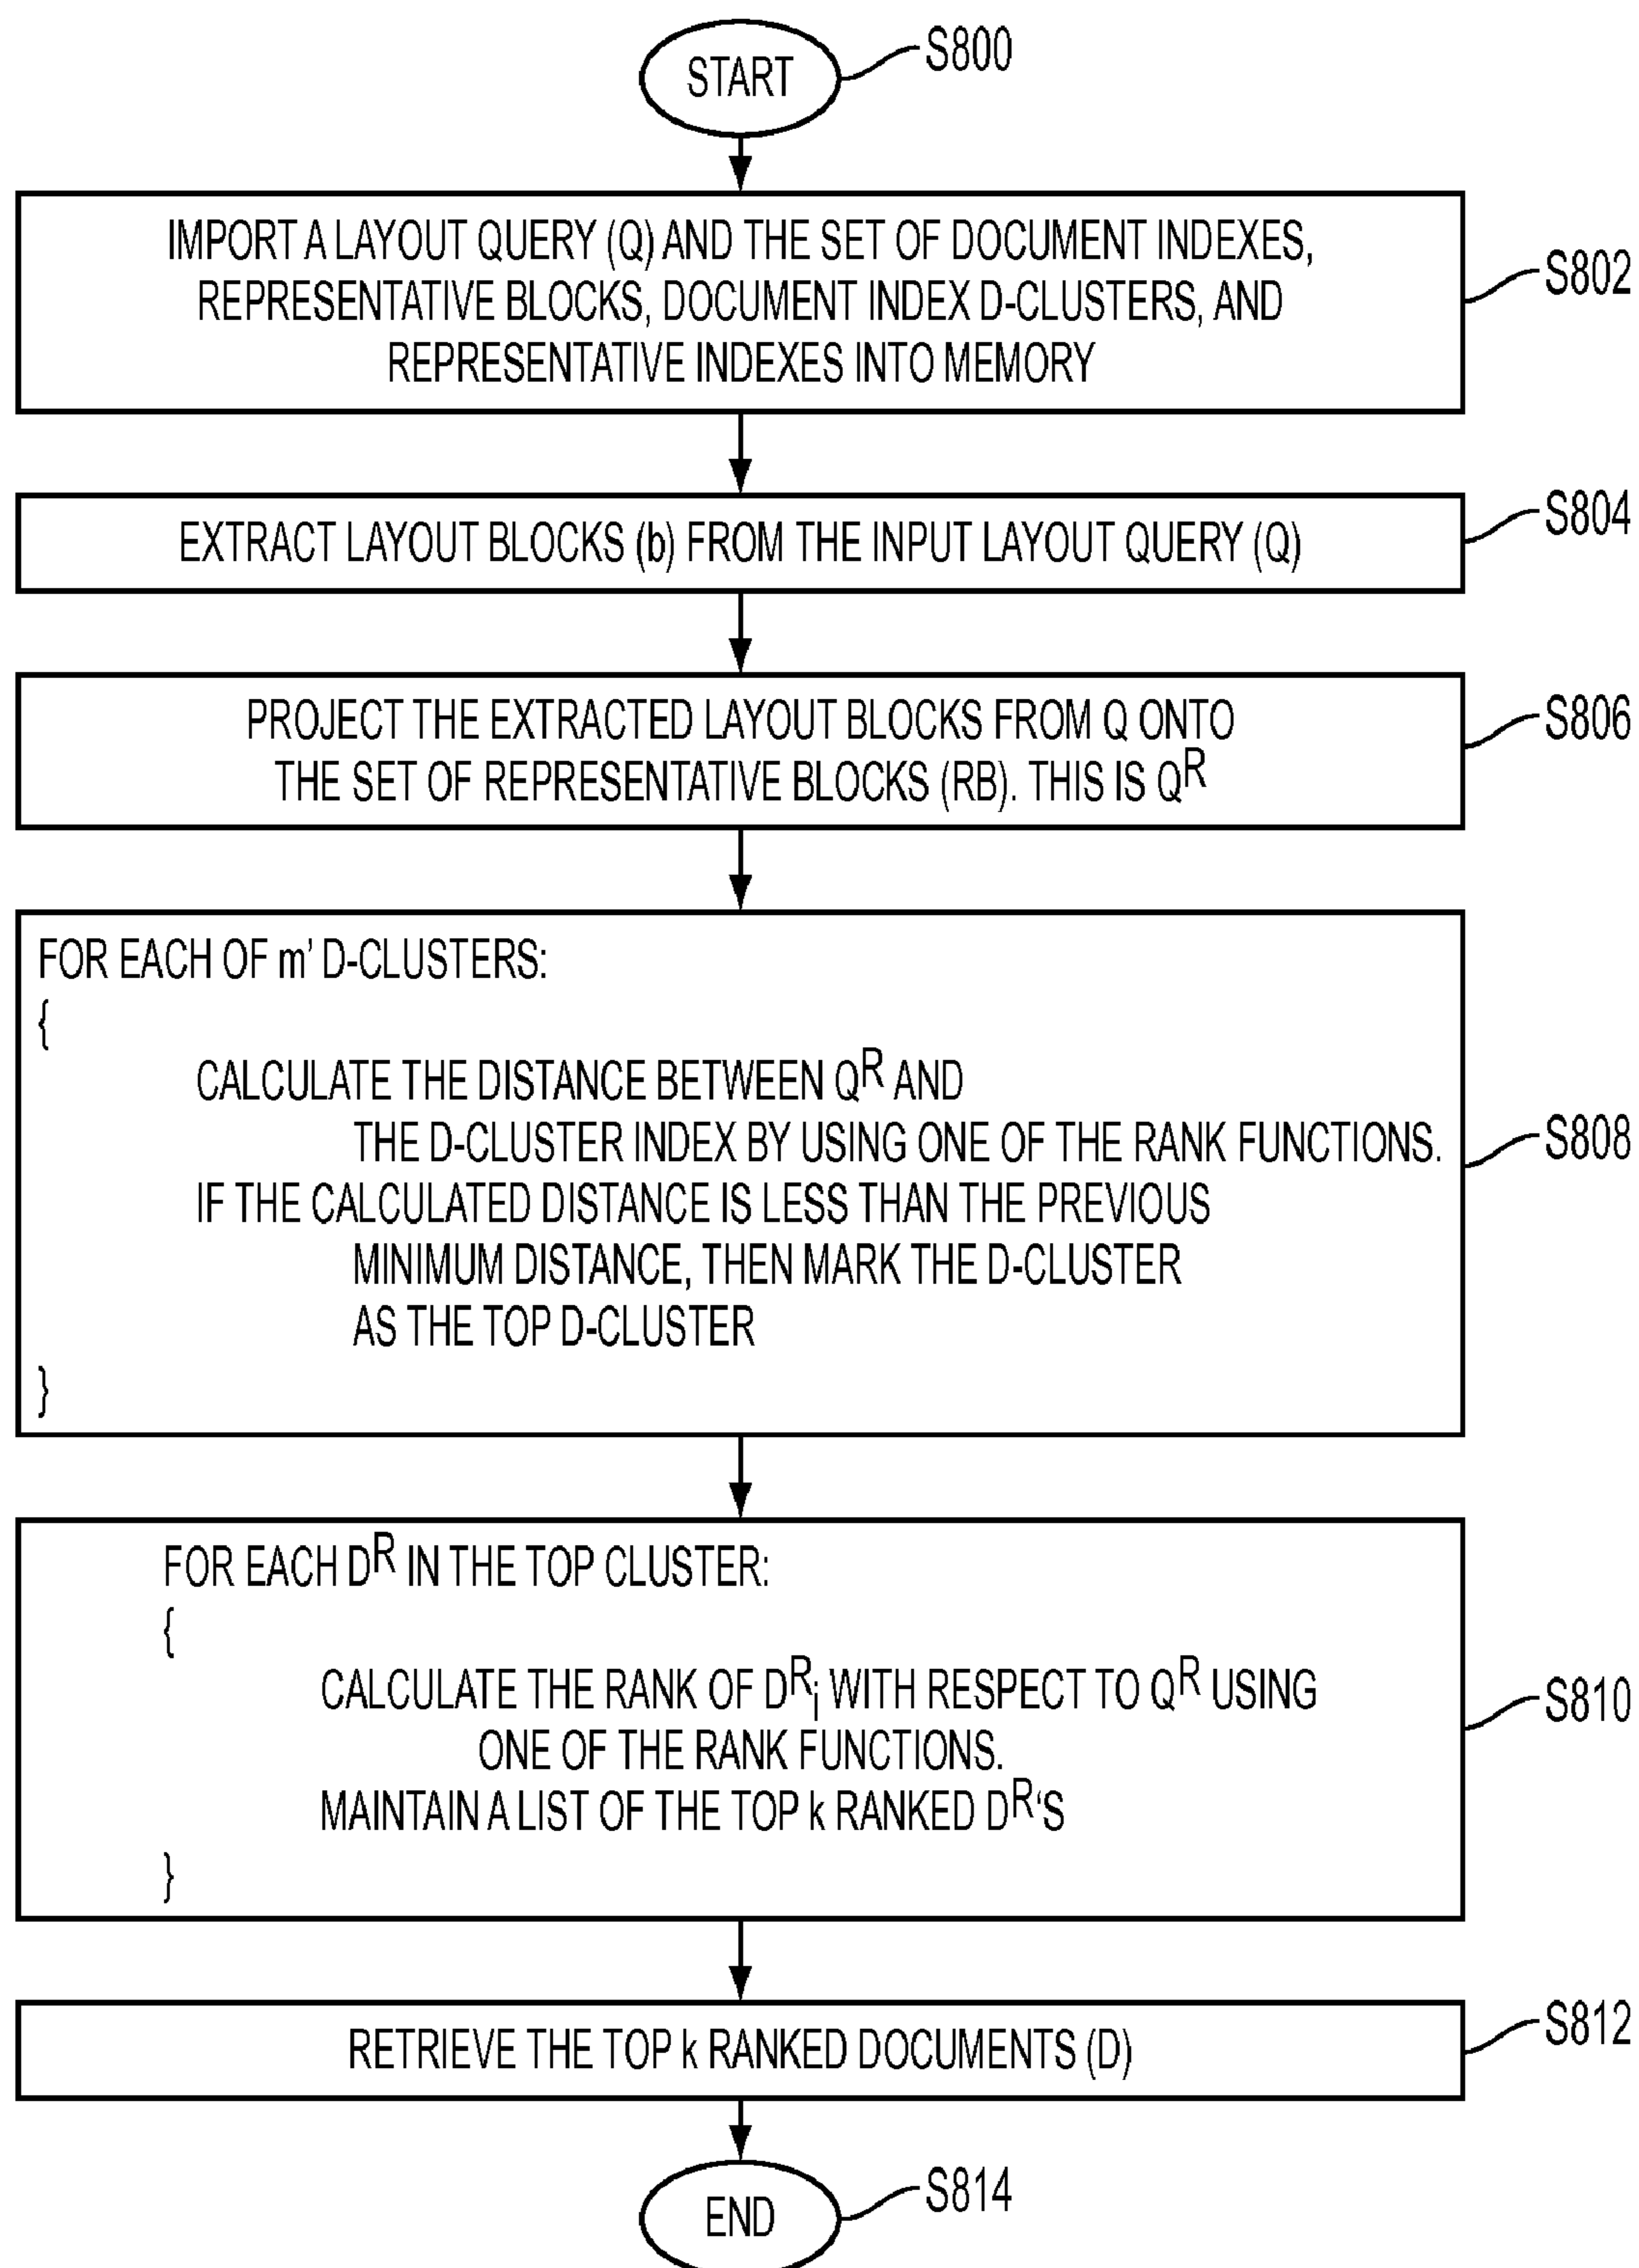 START
S800
IMPORT A LAYOUT QUERY (Q) AND THE SET OF DOCUMENT INDEXES,
REPRESENTATIVE BLOCKS, DOCUMENT INDEX D-CLUSTERS, AND
REPRESENTATIVE INDEXES INTO MEMORY
S802
EXTRACT LAYOUT BLOCKS (b) FROM THE INPUT LAYOUT QUERY (Q)
S804
PROJECT THE EXTRACTED LAYOUT BLOCKS FROM Q ONTO
THE SET OF REPRESENTATIVE BLOCKS (RB). THIS IS Q^R
S806
FOR EACH OF m' D-CLUSTERS:
{
CALCULATE THE DISTANCE BETWEEN Q^R AND
THE D-CLUSTER INDEX BY USING ONE OF THE RANK FUNCTIONS.
IF THE CALCULATED DISTANCE IS LESS THAN THE PREVIOUS
MINIMUM DISTANCE, THEN MARK THE D-CLUSTER
AS THE TOP D-CLUSTER
}
S808
FOR EACH D^R IN THE TOP CLUSTER:
{
CALCULATE THE RANK OF D^R_i WITH RESPECT TO Q^R USING
ONE OF THE RANK FUNCTIONS.
MAINTAIN A LIST OF THE TOP k RANKED D^R‘S
}
S810
RETRIEVE THE TOP k RANKED DOCUMENTS (D)
S812
END
S814